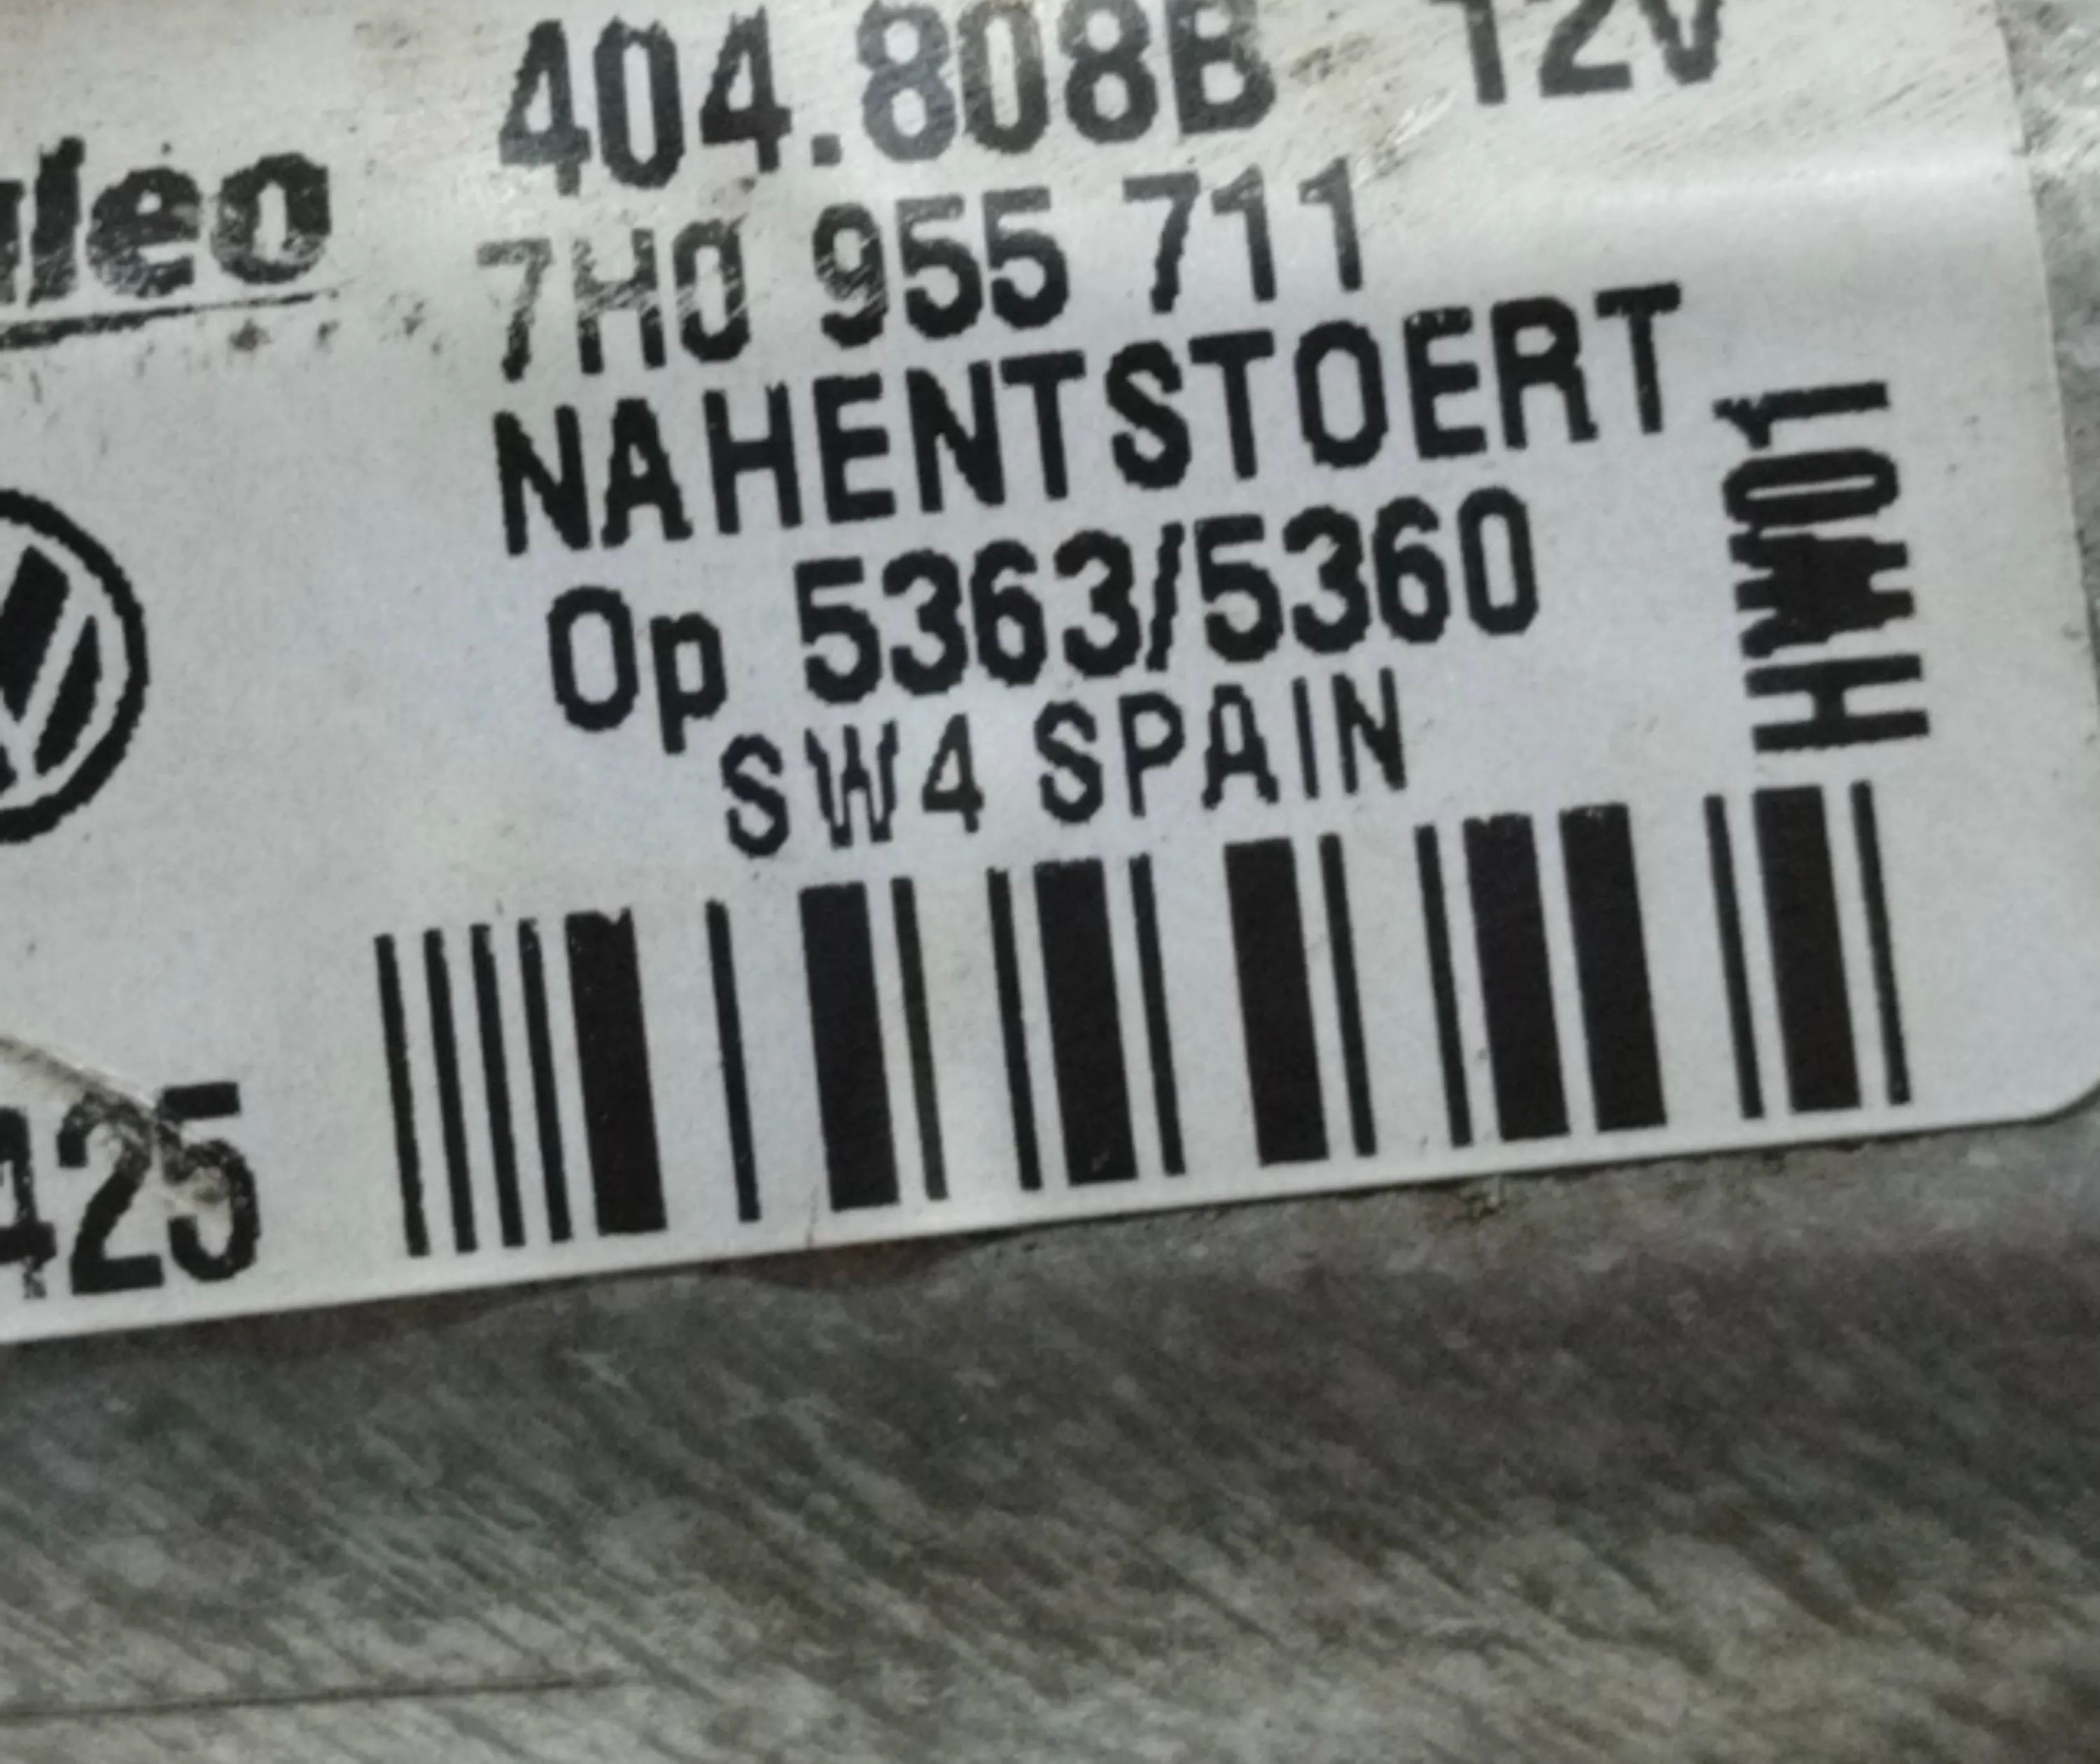 404.808B 12V
7H0 955 711
NAHENTSTOERT
Op 5363/5360
SW4 SPAIN
HW01